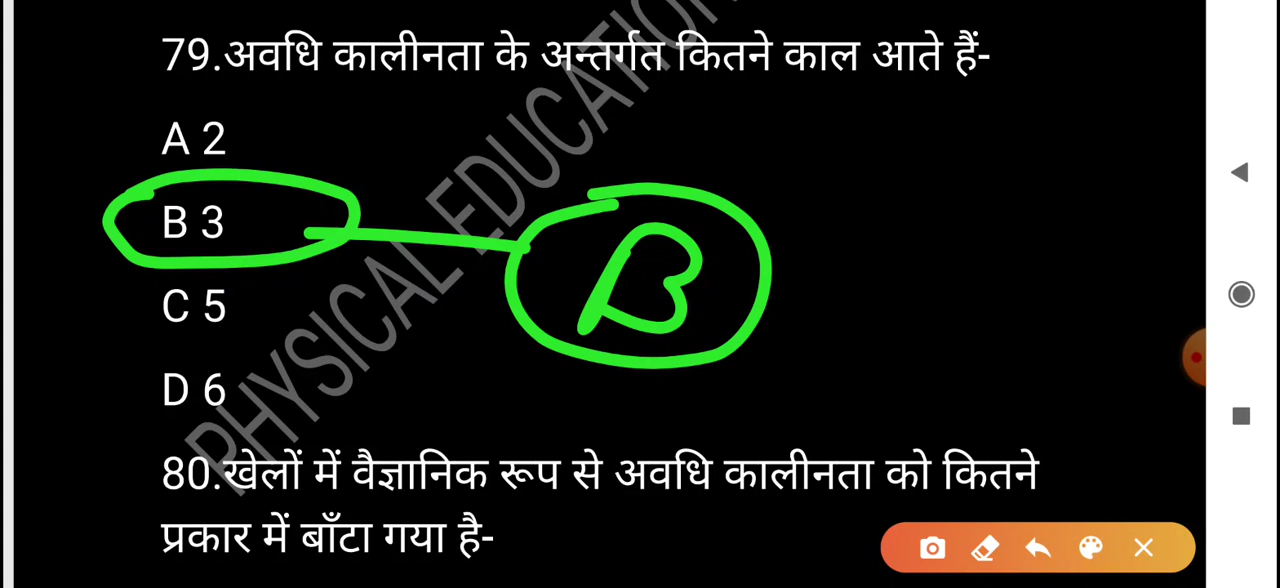 79.अवधि कालीनता के अन्तर्गत कितने काल आते हैं-
A 2
B 3
B
C 5
D 6
PHYSICAL EDUCATION
80.खेलों में वैज्ञानिक रूप से अवधि कालीनता को कितने
प्रकार में बाँटा गया है-